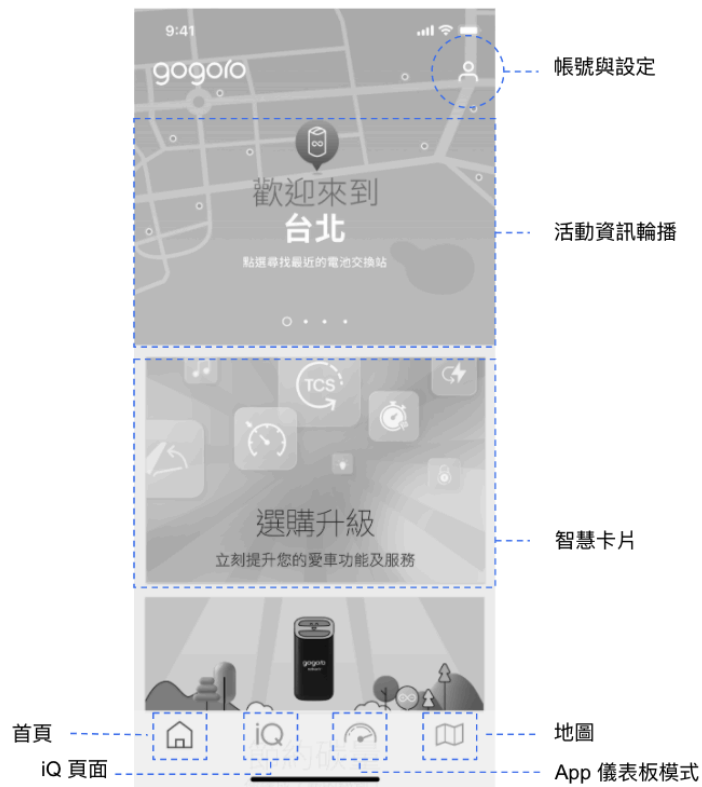 9:41
gogoro
帳號與設定
歡迎來到
台北
點選尋找最近的電池交換站
活動資訊輪播
TCS
選購升級
立刻提升您的愛車功能及服務
智慧卡片
gogoro
首頁
iQ
地圖
iQ 頁面
App 儀表板模式